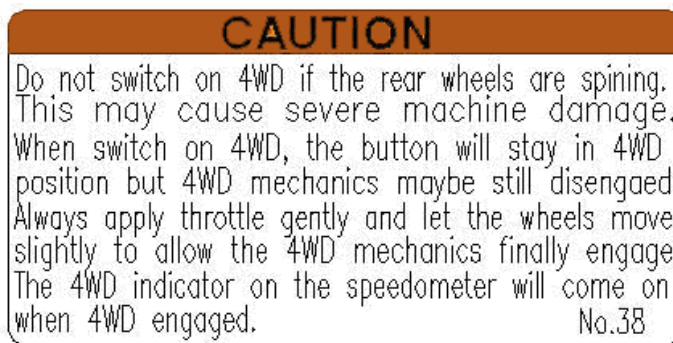 CAUTION
Do not switch on 4WD if the rear wheels are spining.
This may cause severe machine damage.
When switch on 4WD, the button will stay in 4WD
position but 4WD mechanics maybe still disengaed
Always apply throttle gently and let the wheels move
slightly to allow the 4WD mechanics finally engage
The 4WD indicator on the speedometer will come on
when 4WD engaged. No.38